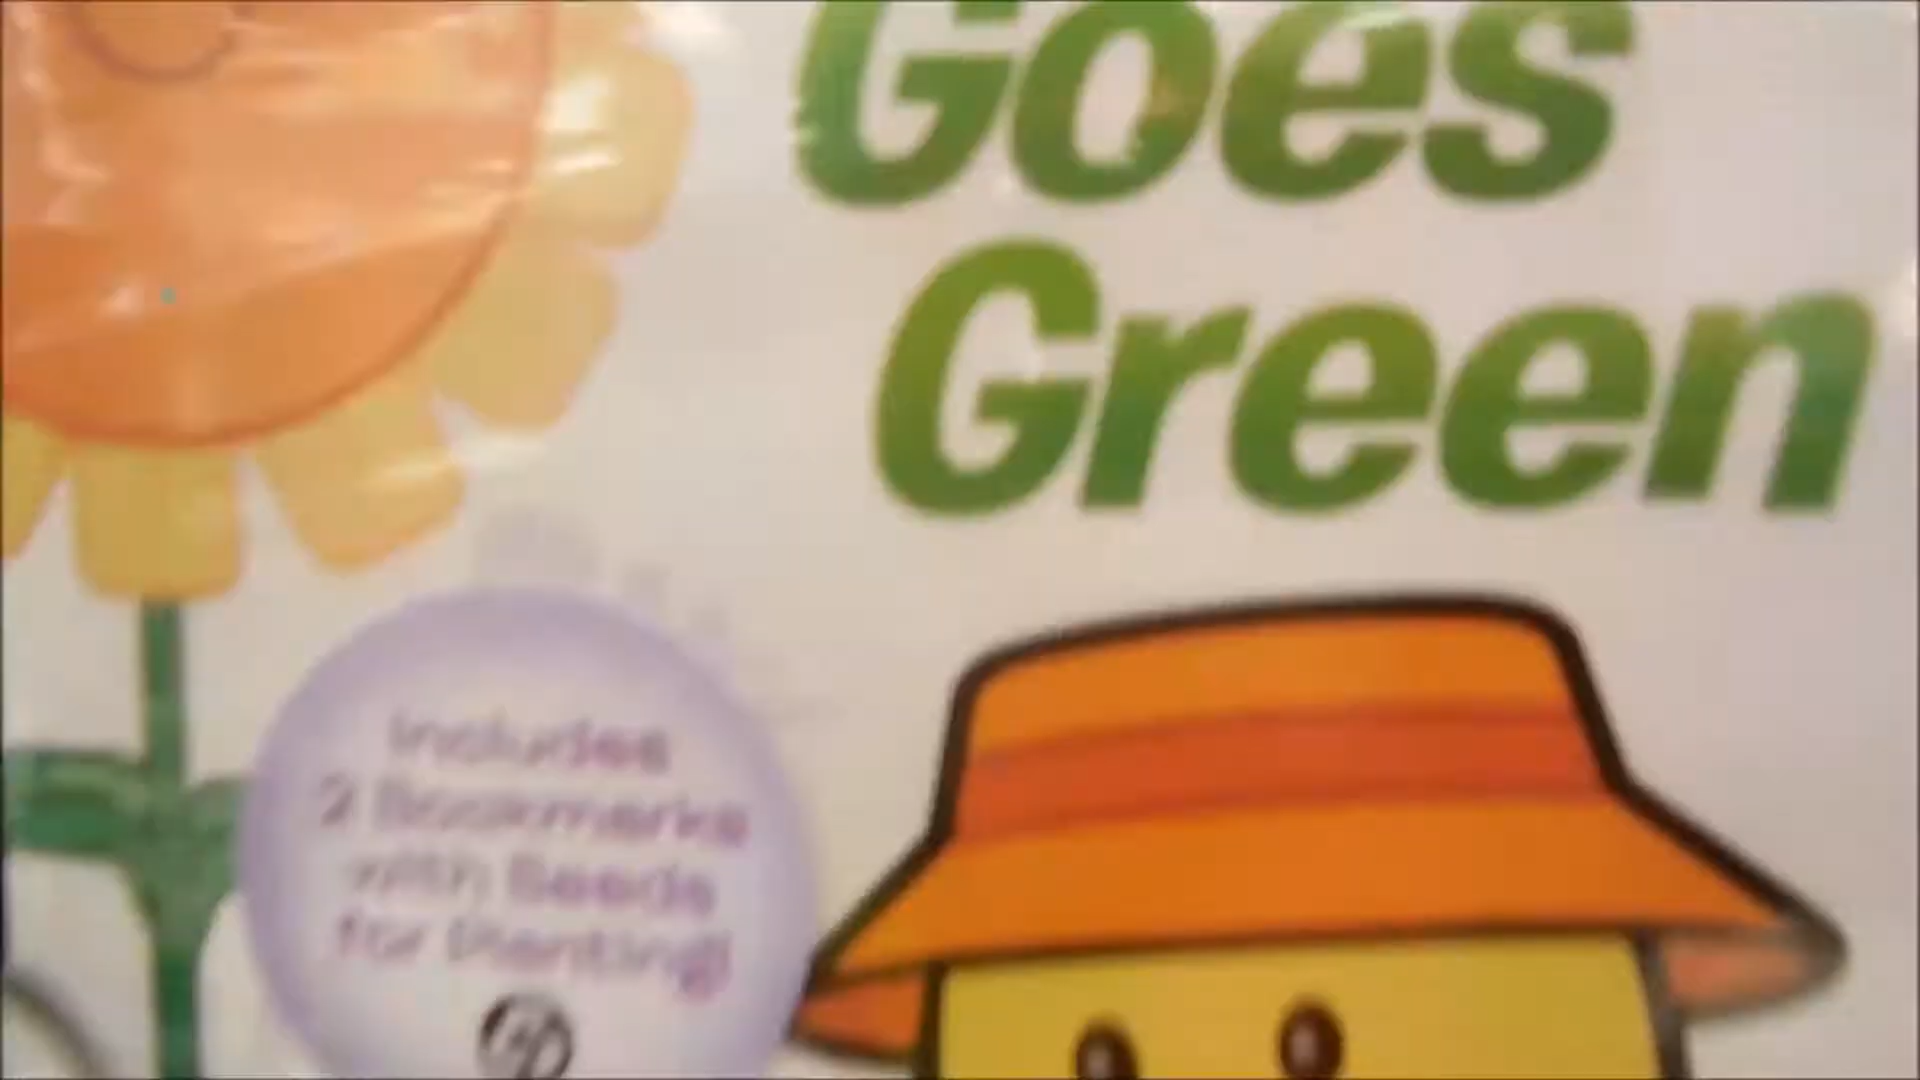 Goes
Green
Includes
2 Bookmarks
with Seeds
for Planting!